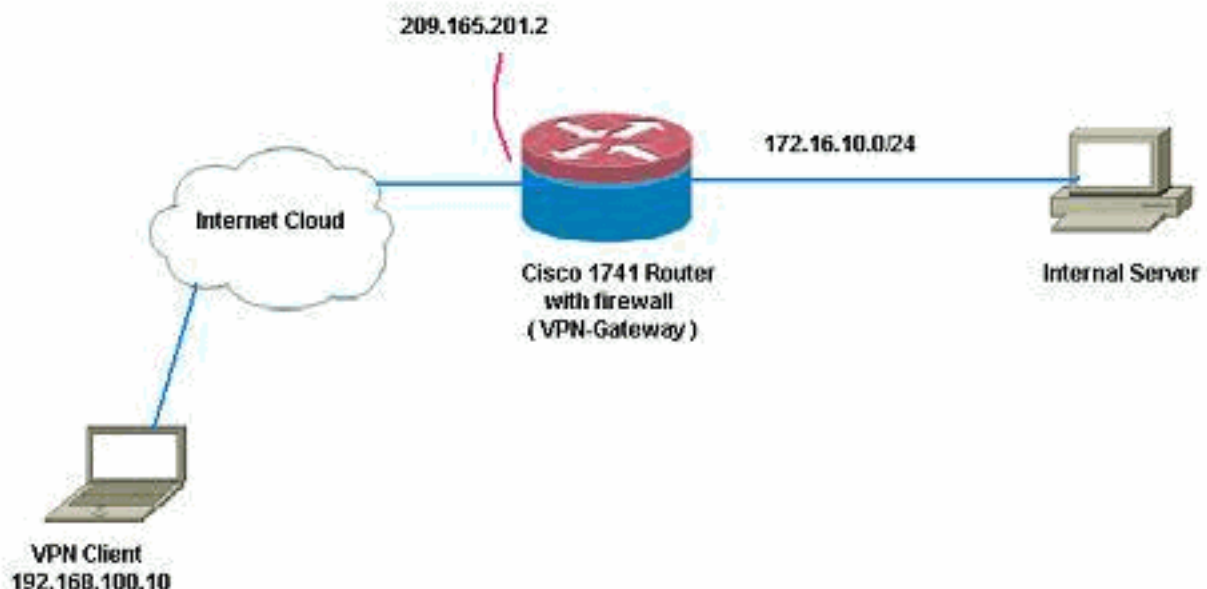 209.165.201.2
172.16.10.0/24
Internet Cloud
Cisco 1741 Router
with firewall
( VPN-Gateway )
Internal Server
VPN Client
192.168.100.10